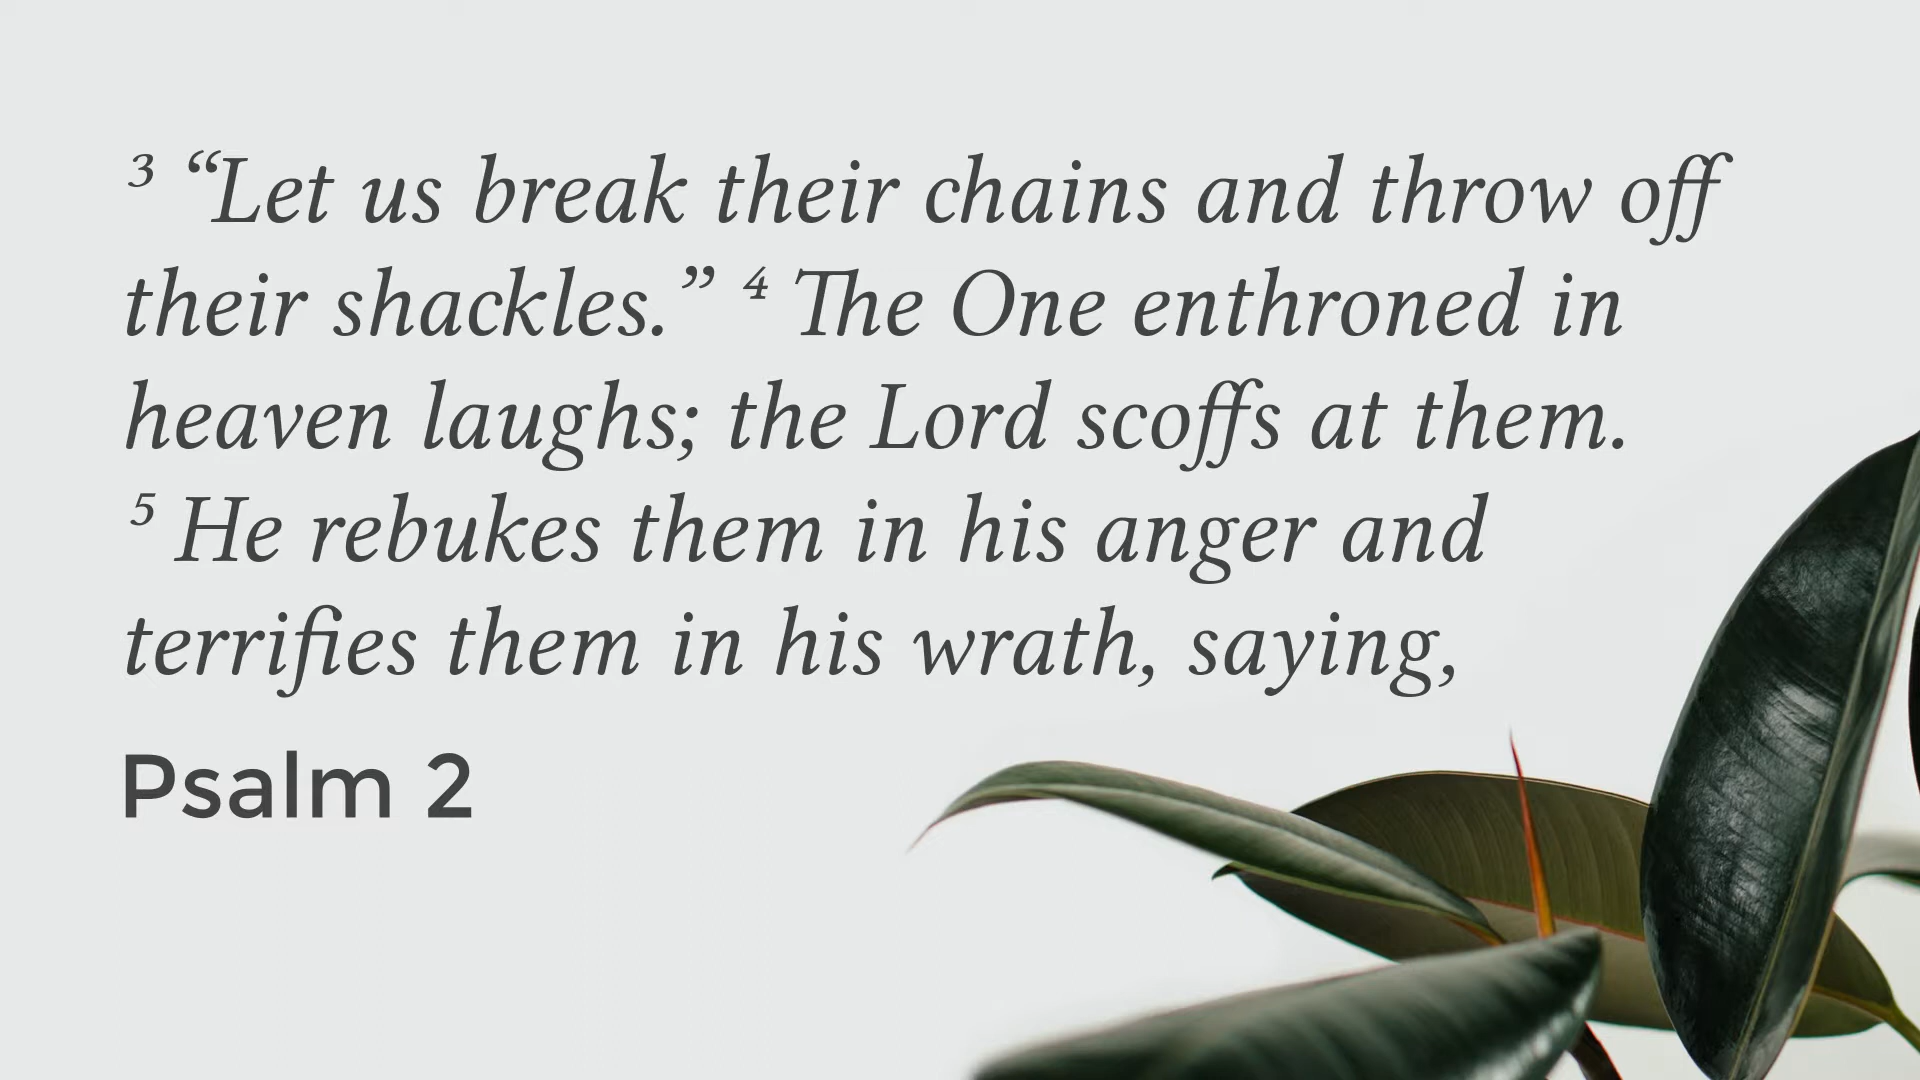 ³ “Let us break their chains and throw off
their shackles.” ⁴ The One enthroned in
heaven laughs; the Lord scoffs at them.
⁵ He rebukes them in his anger and
terrifies them in his wrath, saying,
Psalm 2